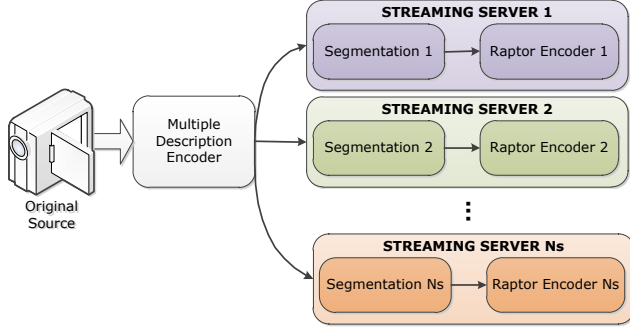 STREAMING SERVER 1
Segmentation 1
Raptor Encoder 1
STREAMING SERVER 2
Segmentation 2
Raptor Encoder 2
Multiple
Description
Encoder
Original
Source
STREAMING SERVER Ns
Segmentation Ns
Raptor Encoder Ns